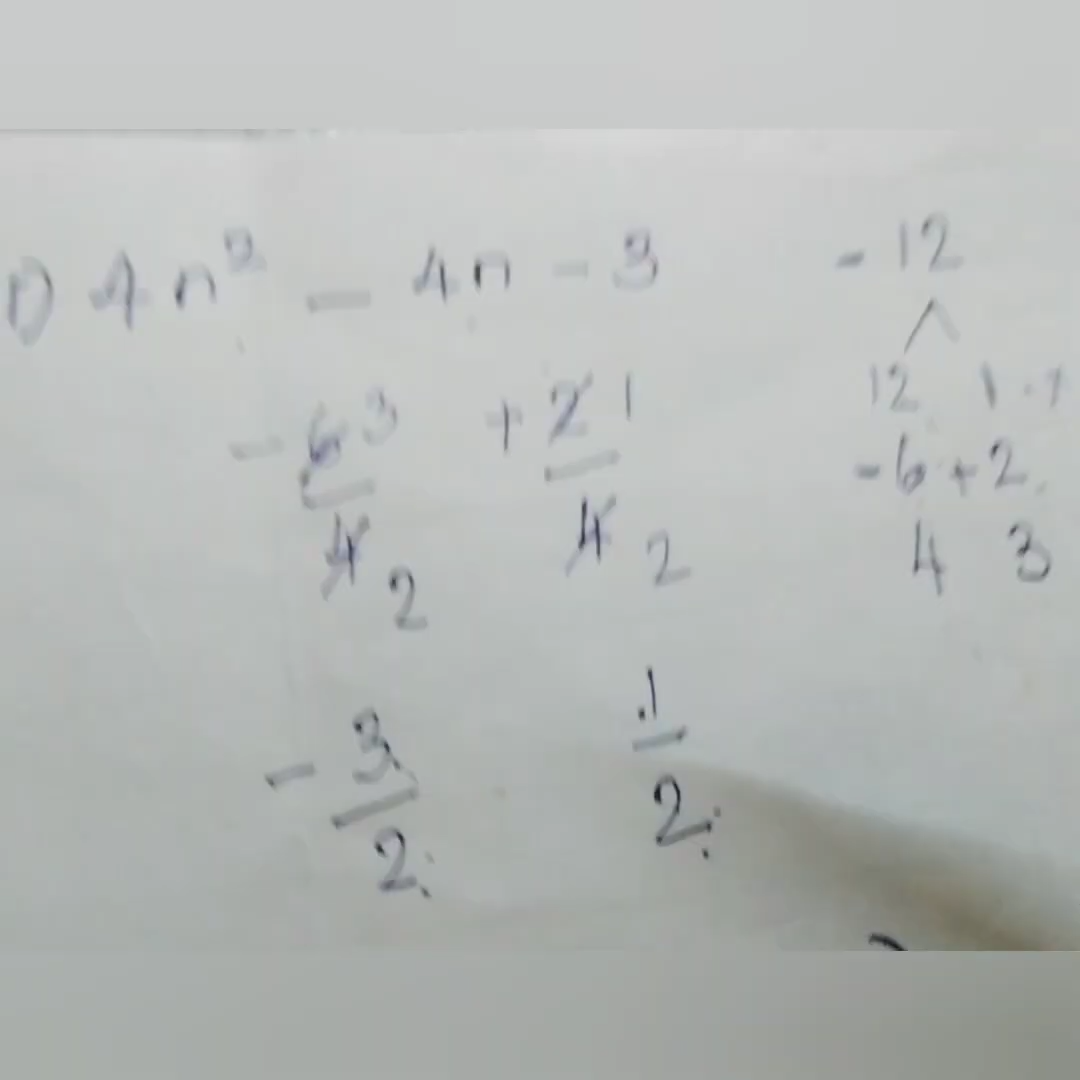 1) 4n² - 4n - 3
-12
12 1
-6 3 / 4 2 + 2 1 / 4 2
-6 + 2
4 3
- 3/2 1/2